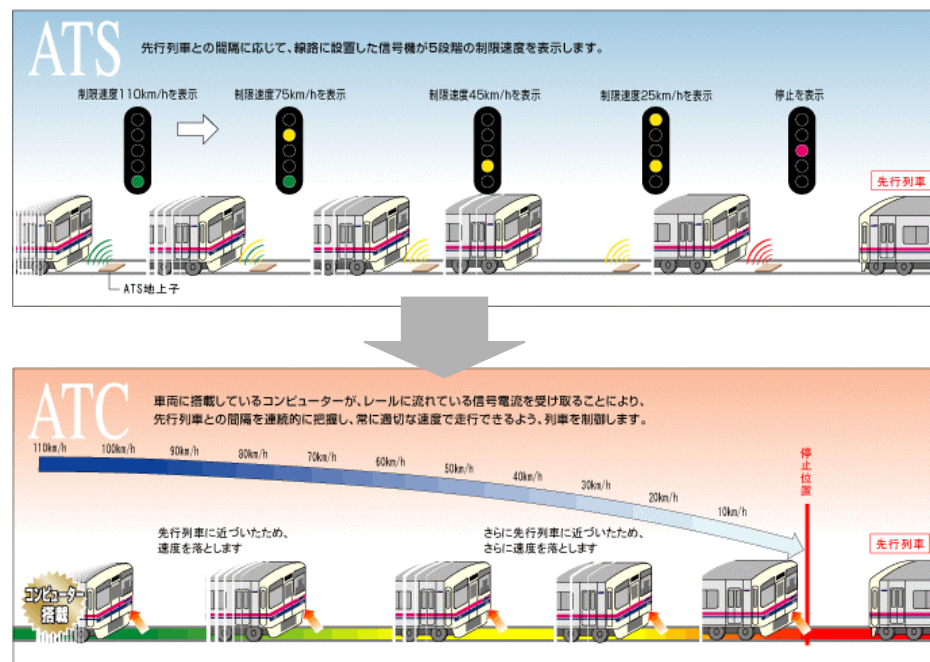 ATS
先行列車との間隔に応じて、線路に設置した信号機が5段階の制限速度を表示します。
制限速度110km/hを表示
制限速度75km/hを表示
制限速度45km/hを表示
制限速度25km/hを表示
停止を表示
先行列車
ATS地上子
ATC
車両に搭載しているコンピューターが、レールに流れている信号電流を受け取ることにより、
先行列車との間隔を連続的に把握し、常に適切な速度で走行できるよう、列車を制御します。
110km/h
100km/h
90km/h
80km/h
70km/h
60km/h
50km/h
40km/h
30km/h
20km/h
10km/h
停止位置
先行列車に近づいたため、
速度を落とします
さらに先行列車に近づいたため、
さらに速度を落とします
先行列車
コンピューター
搭載